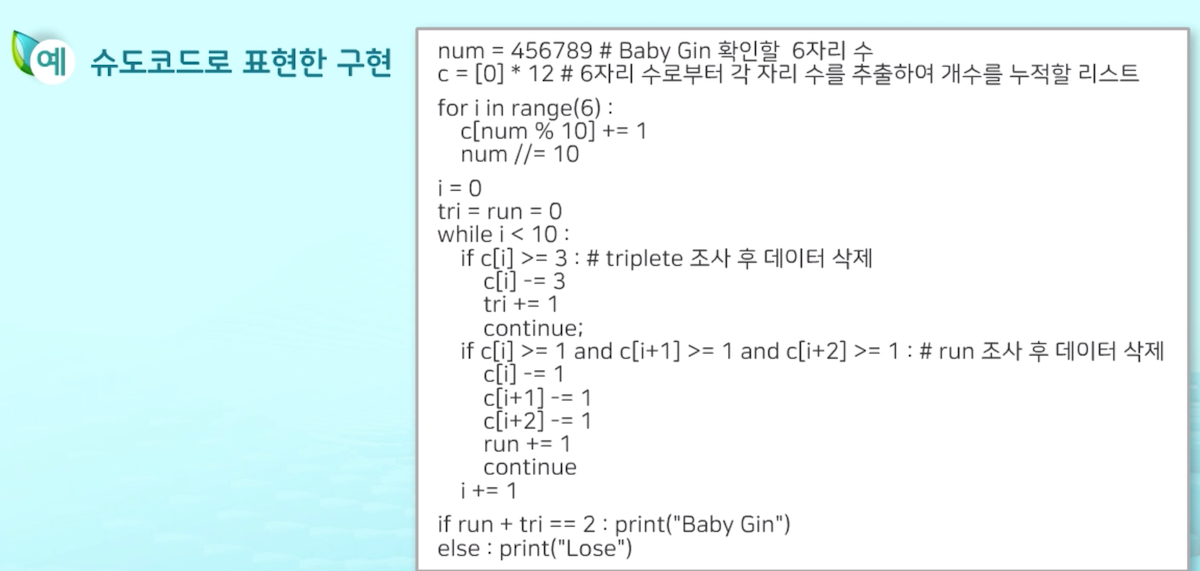 예 슈도코드로 표현한 구현
num = 456789 # Baby Gin 확인할 6자리 수
c = [0] * 12 # 6자리 수로부터 각 자리 수를 추출하여 개수를 누적할 리스트
for i in range(6) :
c[num % 10] += 1
num //= 10
i = 0
tri = run = 0
while i < 10 :
if c[i] >= 3 : # triplete 조사 후 데이터 삭제
c[i] -= 3
tri += 1
continue;
if c[i] >= 1 and c[i+1] >= 1 and c[i+2] >= 1 : # run 조사 후 데이터 삭제
c[i] -= 1
c[i+1] -= 1
c[i+2] -= 1
run += 1
continue
i += 1
if run + tri == 2 : print("Baby Gin")
else : print("Lose")